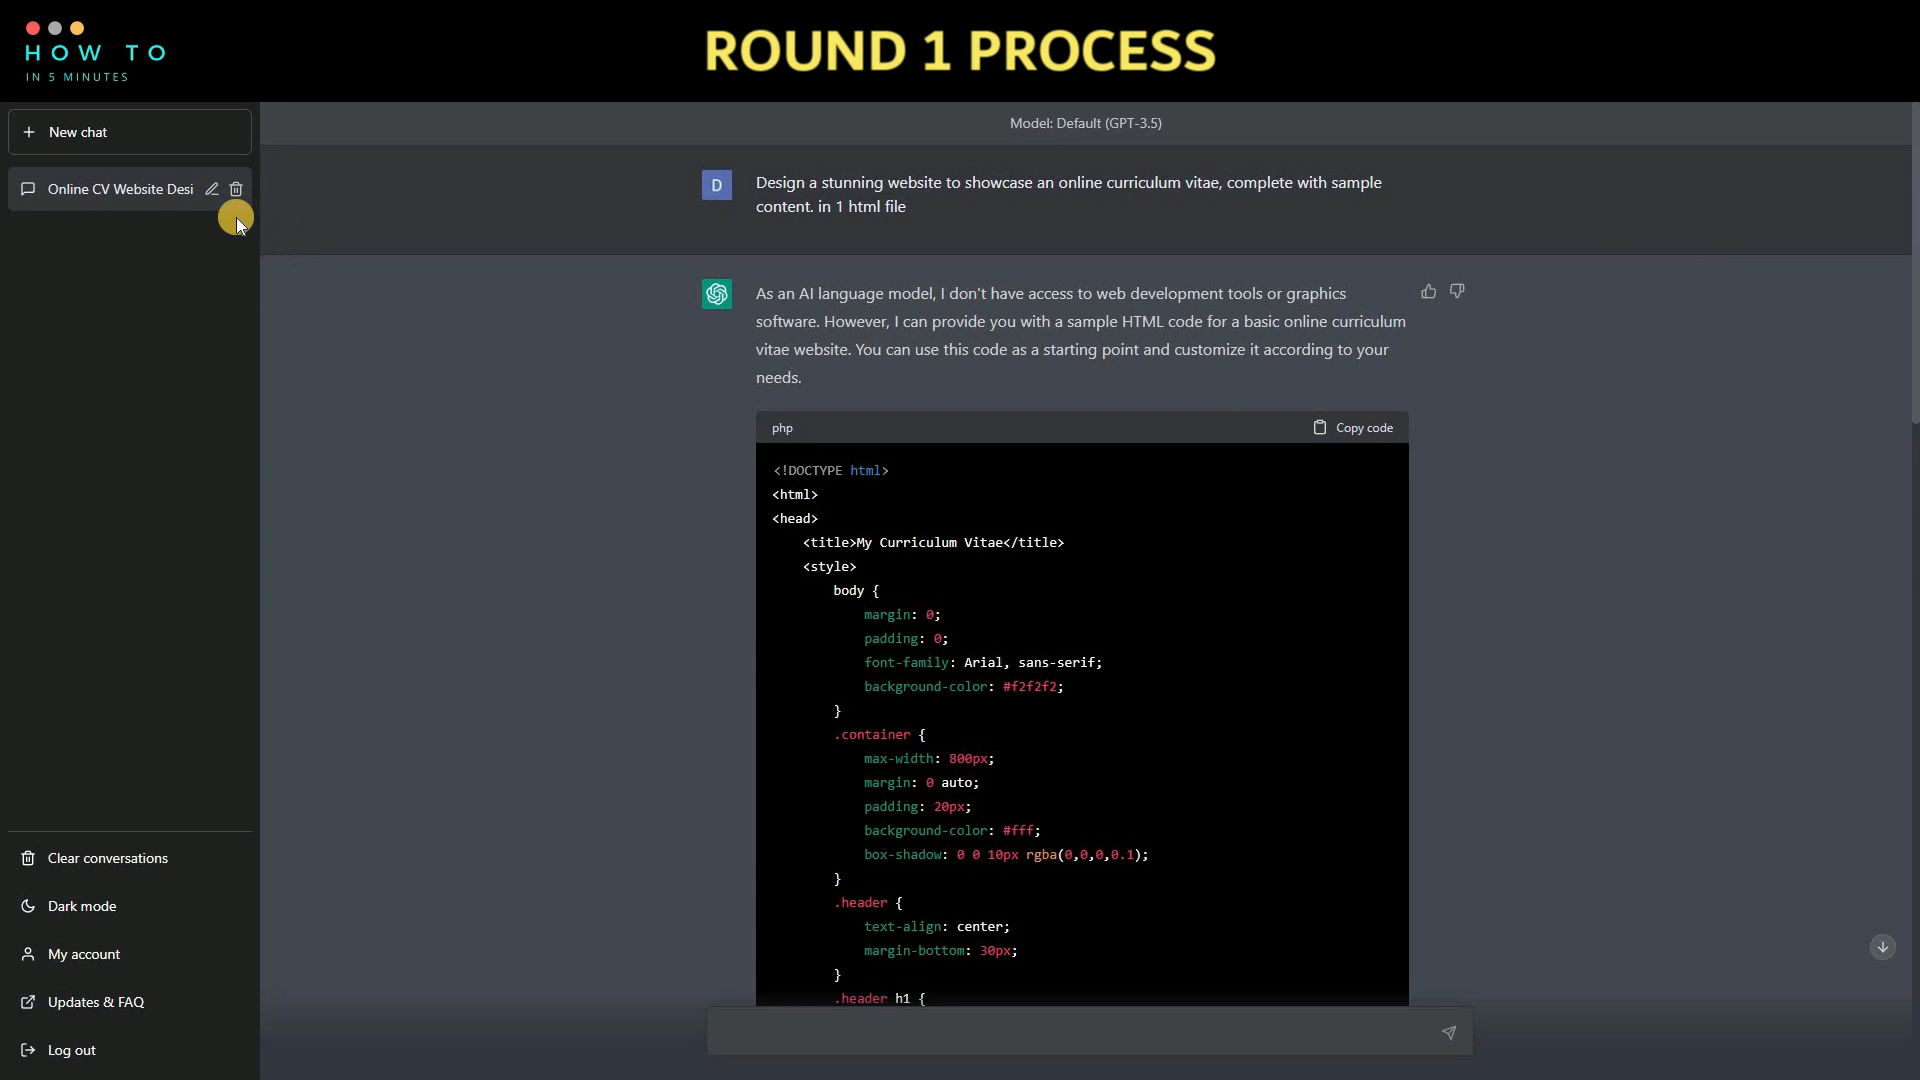 HOW TO
IN 5 MINUTES
ROUND 1 PROCESS
New chat
Online CV Website Desi
Clear conversations
Dark mode
My account
Updates & FAQ
Log out
Model: Default (GPT-3.5)
D
Design a stunning website to showcase an online curriculum vitae, complete with sample
content. in 1 html file
As an AI language model, I don't have access to web development tools or graphics
software. However, I can provide you with a sample HTML code for a basic online curriculum
vitae website. You can use this code as a starting point and customize it according to your
needs.
php
Copy code
<!DOCTYPE html>
<html>
<head>
<title>My Curriculum Vitae</title>
<style>
body {
margin: 0;
padding: 0;
font-family: Arial, sans-serif;
background-color: #f2f2f2;
}
.container {
max-width: 800px;
margin: 0 auto;
padding: 20px;
background-color: #fff;
box-shadow: 0 0 10px rgba(0,0,0,0.1);
}
.header {
text-align: center;
margin-bottom: 30px;
}
.header h1 {